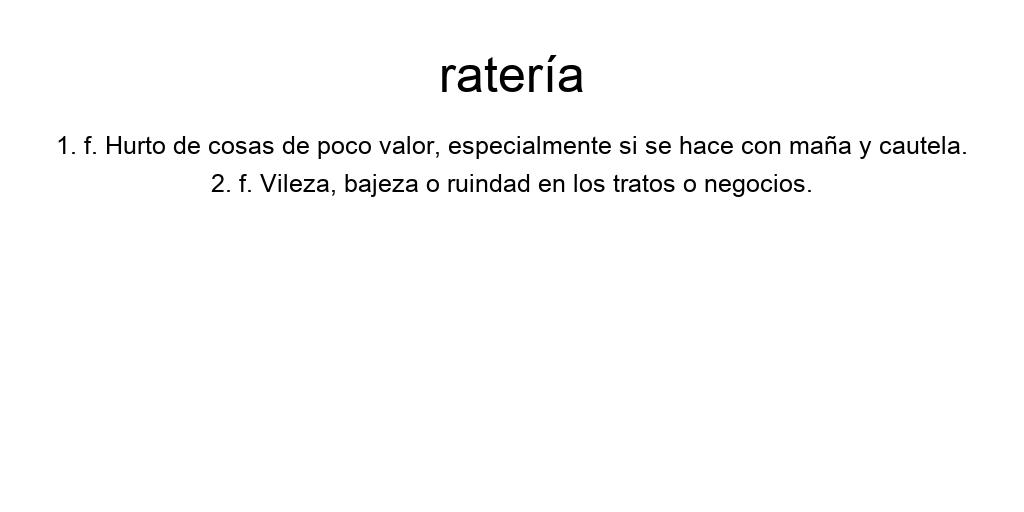 ratería
1. f. Hurto de cosas de poco valor, especialmente si se hace con maña y cautela.
2. f. Vileza, bajeza o ruindad en los tratos o negocios.